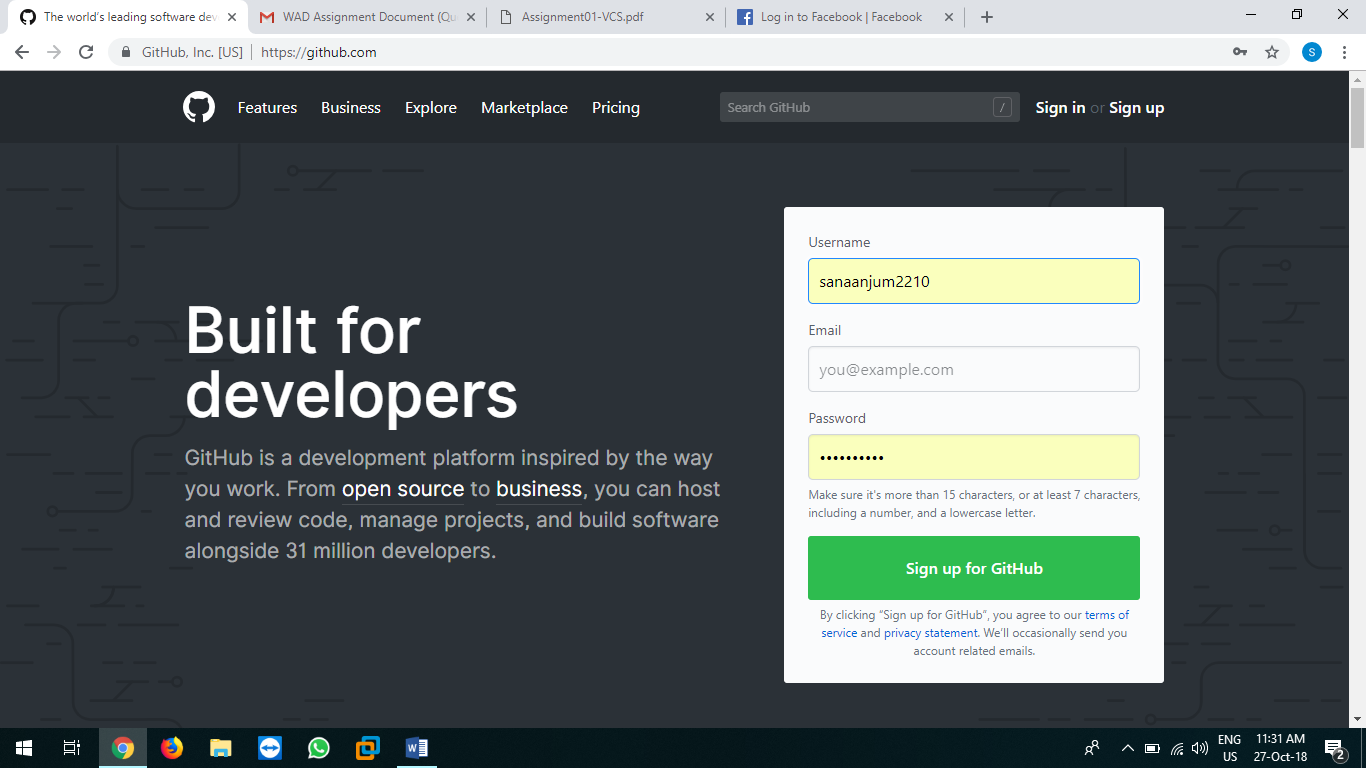 The world's leading software dev
WAD Assignment Document (Qu
Assignment01-VCS.pdf
Log in to Facebook | Facebook
GitHub, Inc. [US]
https://github.com
S
Features
Business
Explore
Marketplace
Pricing
Search GitHub
/
Sign in or Sign up
Built for
developers
GitHub is a development platform inspired by the way
you work. From open source to business, you can host
and review code, manage projects, and build software
alongside 31 million developers.
Username
sanaanjum2210
Email
you@example.com
Password
••••••••••
Make sure it's more than 15 characters, or at least 7 characters,
including a number, and a lowercase letter.
Sign up for GitHub
By clicking “Sign up for GitHub”, you agree to our terms of
service and privacy statement. We'll occasionally send you
account related emails.
ENG
US
11:31 AM
27-Oct-18
2